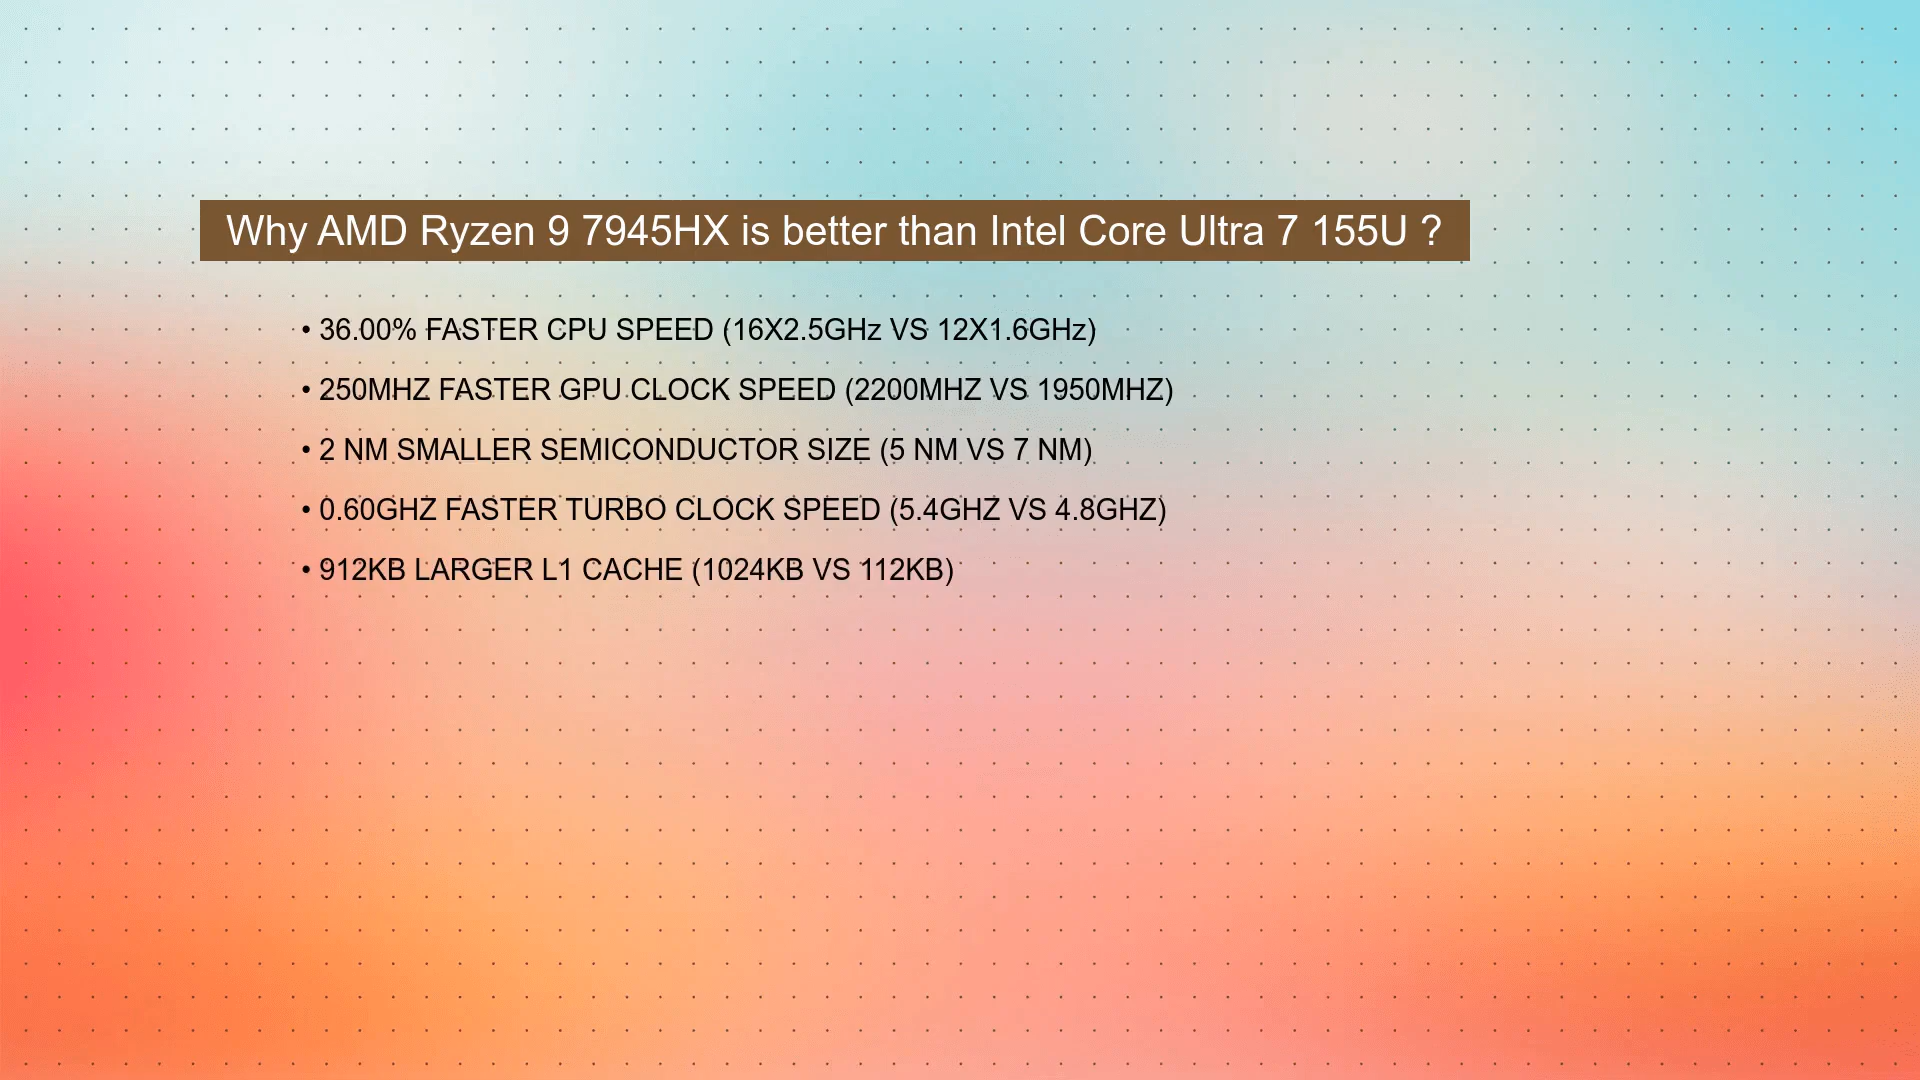 Why AMD Ryzen 9 7945HX is better than Intel Core Ultra 7 155U ?
• 36.00% FASTER CPU SPEED (16X2.5GHz VS 12X1.6GHz)
• 250MHZ FASTER GPU CLOCK SPEED (2200MHZ VS 1950MHZ)
• 2 NM SMALLER SEMICONDUCTOR SIZE (5 NM VS 7 NM)
• 0.60GHZ FASTER TURBO CLOCK SPEED (5.4GHZ VS 4.8GHZ)
• 912KB LARGER L1 CACHE (1024KB VS 112KB)